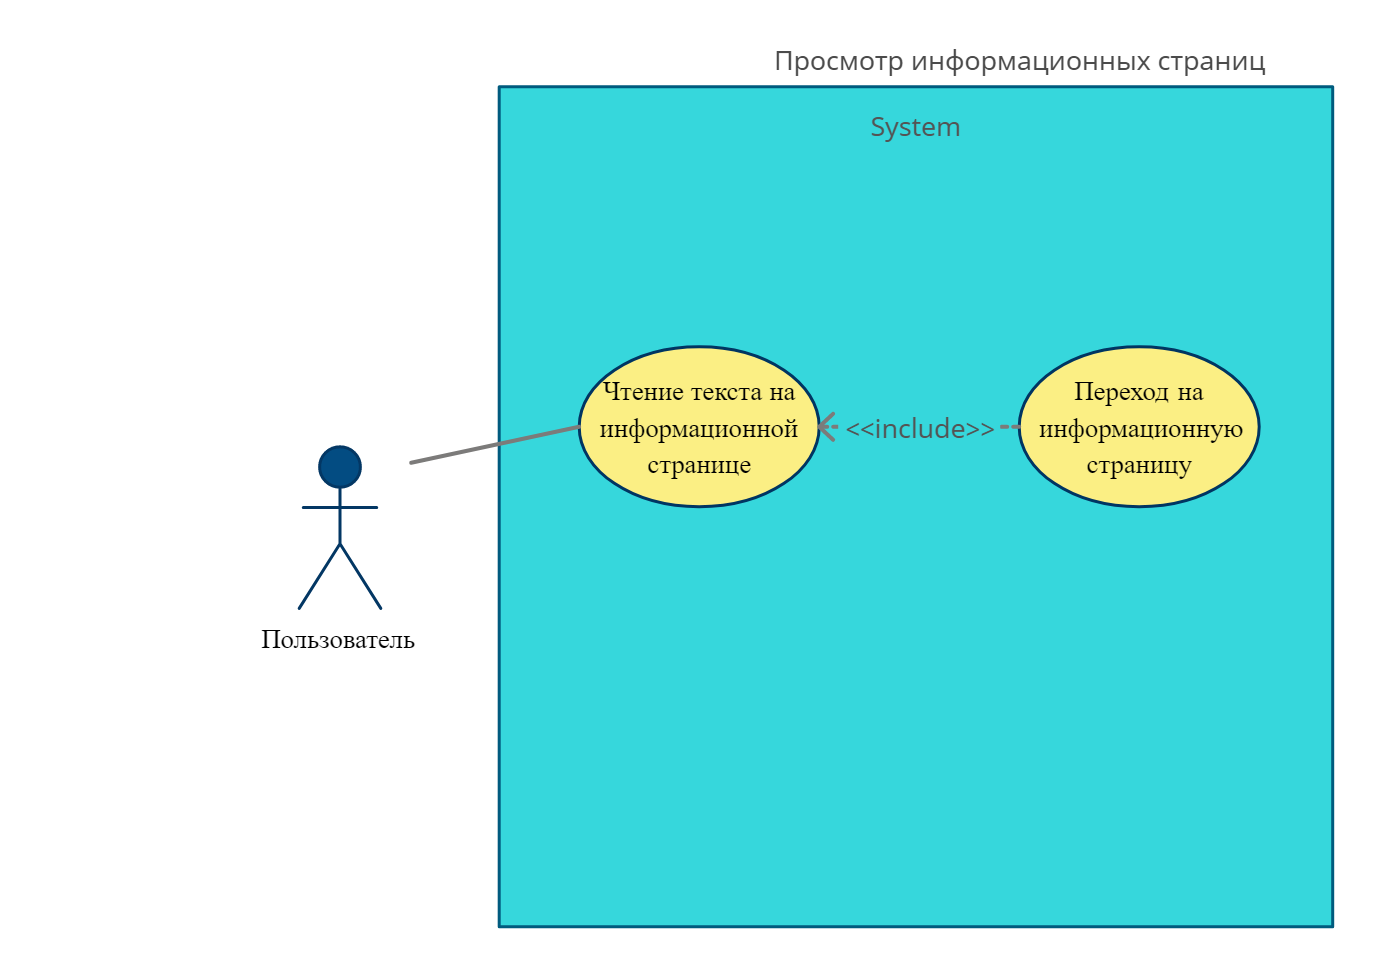 Просмотр информационных страниц
System
Чтение текста на
информационной
странице
<<include>>
Переход на
информационную
страницу
Пользователь